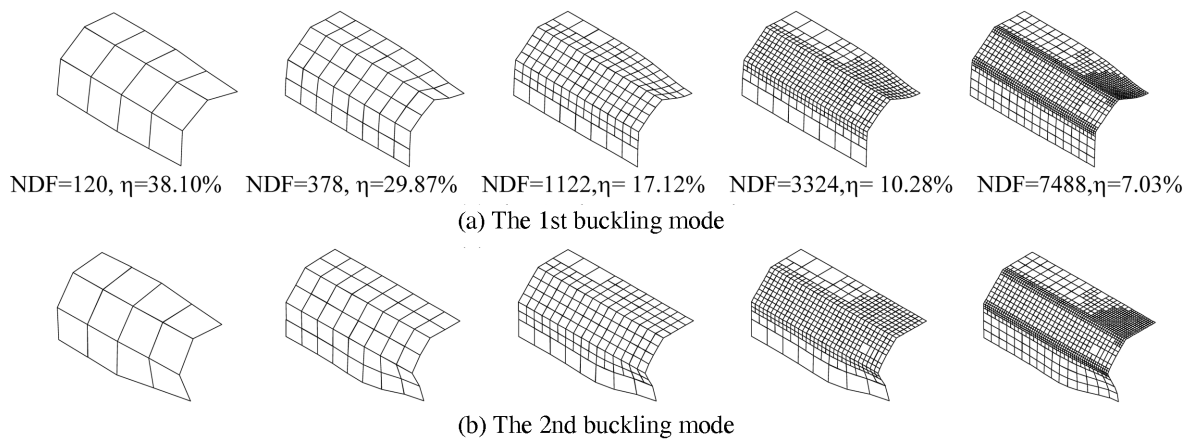 NDF=120, η=38.10% NDF=378, η=29.87% NDF=1122,η= 17.12% NDF=3324,η= 10.28% NDF=7488,η=7.03%
(a) The 1st buckling mode
(b) The 2nd buckling mode